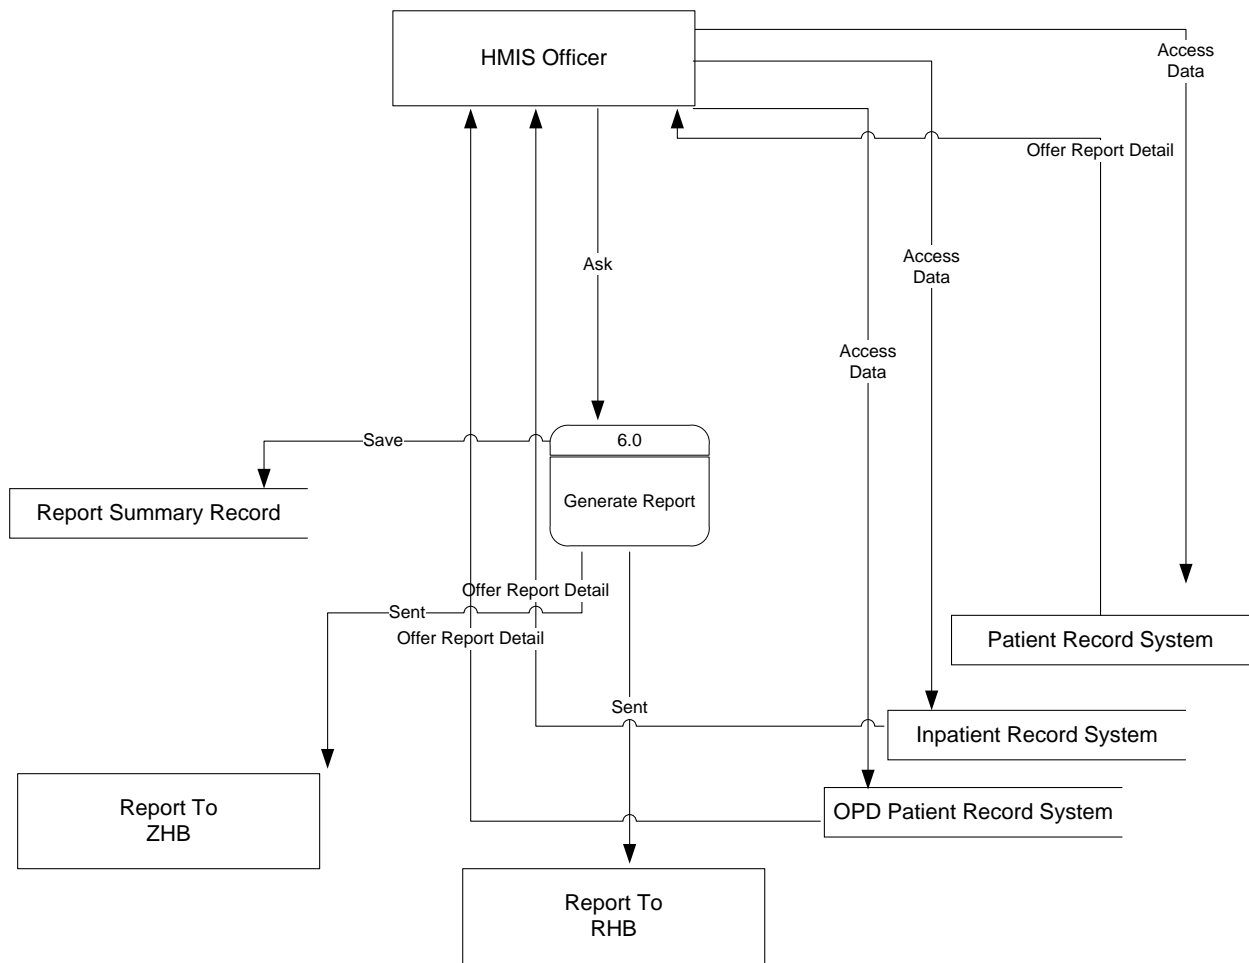 HMIS Officer
Access
Data
Offer Report Detail
Ask
Access
Data
Access
Data
Save
6.0
Generate Report
Report Summary Record
Offer Report Detail
Sent
Offer Report Detail
Patient Record System
Sent
Inpatient Record System
Report To
ZHB
OPD Patient Record System
Report To
RHB